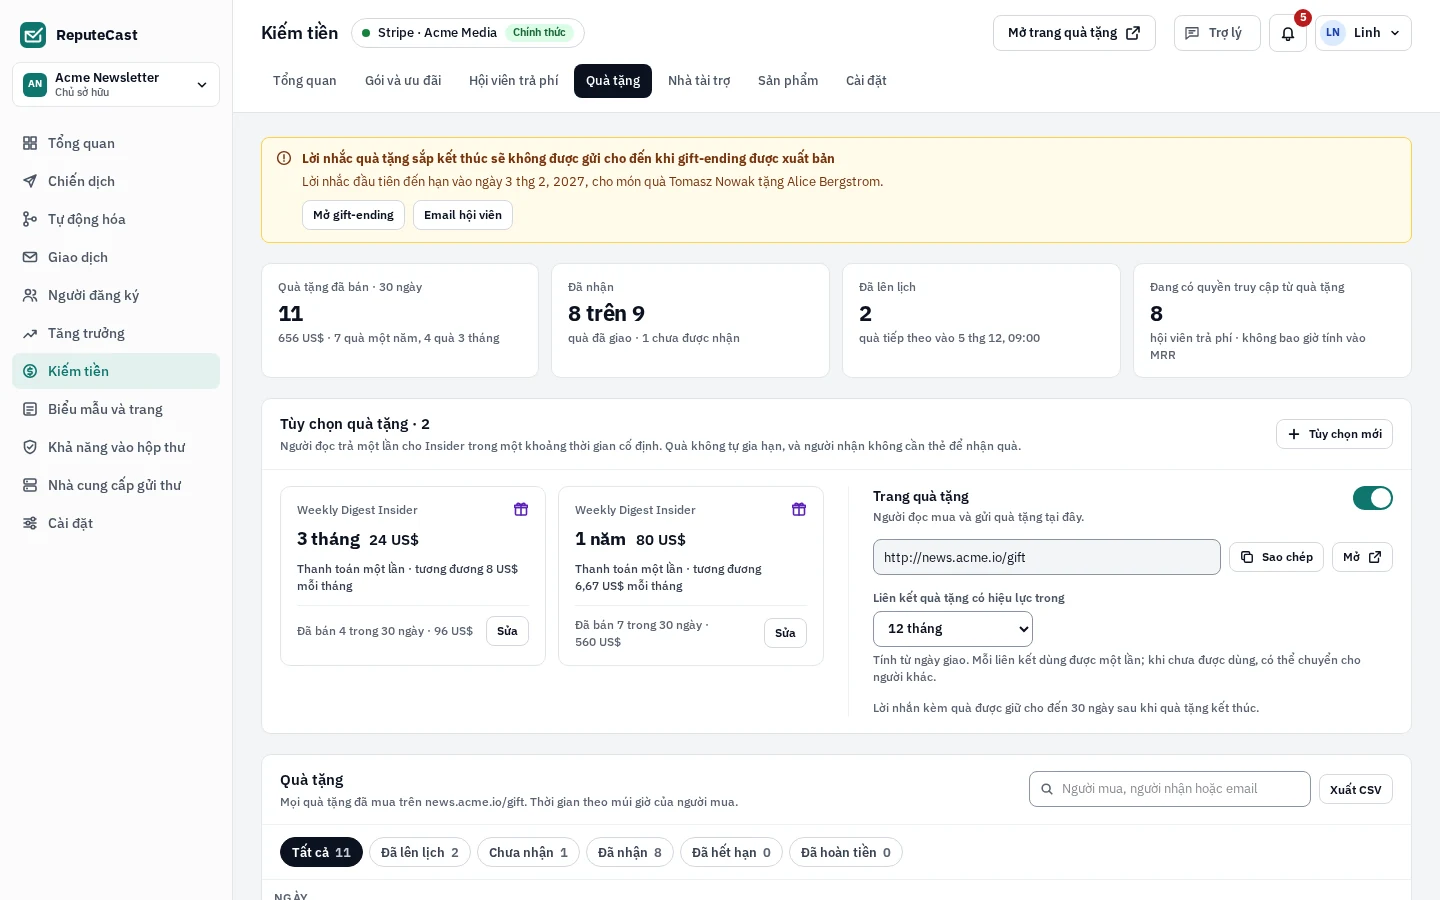 ReputeCast
AN
Acme Newsletter
Chủ sở hữu
Tổng quan
Chiến dịch
Tự động hóa
Giao dịch
Người đăng ký
Tăng trưởng
Kiếm tiền
Biểu mẫu và trang
Khả năng vào hộp thư
Nhà cung cấp gửi thư
Cài đặt
Kiếm tiền
Stripe · Acme Media
Chính thức
Mở trang quà tặng
Trợ lý
5
LN
Linh
Tổng quan
Gói và ưu đãi
Hội viên trả phí
Quà tặng
Nhà tài trợ
Sản phẩm
Cài đặt
Lời nhắc quà tặng sắp kết thúc sẽ không được gửi cho đến khi gift-ending được xuất bản
Lời nhắc đầu tiên đến hạn vào ngày 3 thg 2, 2027, cho món quà Tomasz Nowak tặng Alice Bergstrom.
Mở gift-ending
Email hội viên
Quà tặng đã bán · 30 ngày
11
656 US$ · 7 quà một năm, 4 quà 3 tháng
Đã nhận
8 trên 9
quà đã giao · 1 chưa được nhận
Đã lên lịch
2
quà tiếp theo vào 5 thg 12, 09:00
Đang có quyền truy cập từ quà tặng
8
hội viên trả phí · không bao giờ tính vào
MRR
Tùy chọn quà tặng · 2
Người đọc trả một lần cho Insider trong một khoảng thời gian cố định. Quà không tự gia hạn, và người nhận không cần thẻ để nhận quà.
Tùy chọn mới
Weekly Digest Insider
3 tháng 24 US$
Thanh toán một lần · tương đương 8 US$
mỗi tháng
Đã bán 4 trong 30 ngày · 96 US$
Sửa
Weekly Digest Insider
1 năm 80 US$
Thanh toán một lần · tương đương
6,67 US$ mỗi tháng
Đã bán 7 trong 30 ngày ·
560 US$
Sửa
Trang quà tặng
Người đọc mua và gửi quà tặng tại đây.
http://news.acme.io/gift
Sao chép
Mở
Liên kết quà tặng có hiệu lực trong
12 tháng
Tính từ ngày giao. Mỗi liên kết dùng được một lần; khi chưa được dùng, có thể chuyển cho
người khác.
Lời nhắn kèm quà được giữ cho đến 30 ngày sau khi quà tặng kết thúc.
Quà tặng
Mọi quà tặng đã mua trên news.acme.io/gift. Thời gian theo múi giờ của người mua.
Người mua, người nhận hoặc email
Xuất CSV
Tất cả 11
Đã lên lịch 2
Chưa nhận 1
Đã nhận 8
Đã hết hạn 0
Đã hoàn tiền 0
NGÀY